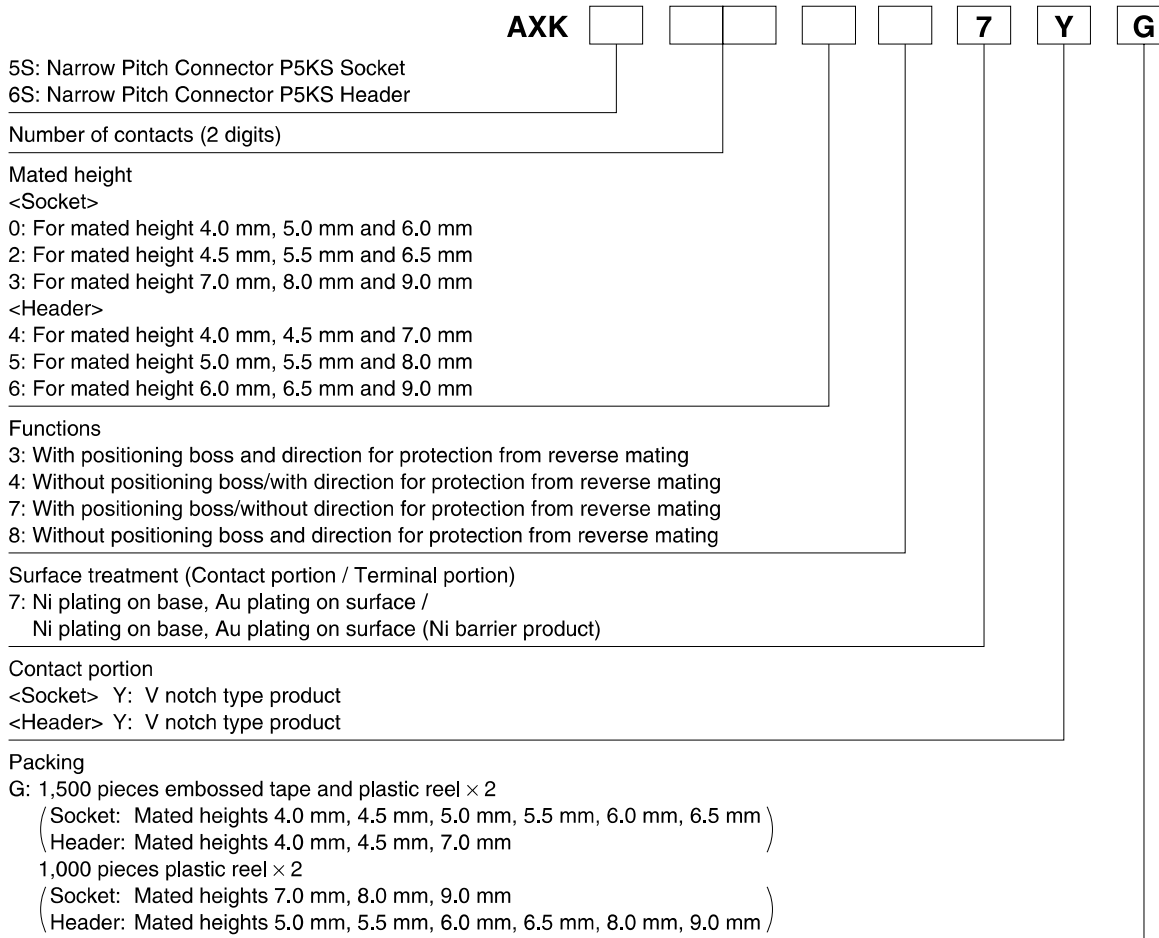 AXK 7 Y G
5S: Narrow Pitch Connector P5KS Socket
6S: Narrow Pitch Connector P5KS Header
Number of contacts (2 digits)
Mated height
<Socket>
0: For mated height 4.0 mm, 5.0 mm and 6.0 mm
2: For mated height 4.5 mm, 5.5 mm and 6.5 mm
3: For mated height 7.0 mm, 8.0 mm and 9.0 mm
<Header>
4: For mated height 4.0 mm, 4.5 mm and 7.0 mm
5: For mated height 5.0 mm, 5.5 mm and 8.0 mm
6: For mated height 6.0 mm, 6.5 mm and 9.0 mm
Functions
3: With positioning boss and direction for protection from reverse mating
4: Without positioning boss/with direction for protection from reverse mating
7: With positioning boss/without direction for protection from reverse mating
8: Without positioning boss and direction for protection from reverse mating
Surface treatment (Contact portion / Terminal portion)
7: Ni plating on base, Au plating on surface /
Ni plating on base, Au plating on surface (Ni barrier product)
Contact portion
<Socket> Y: V notch type product
<Header> Y: V notch type product
Packing
G: 1,500 pieces embossed tape and plastic reel × 2
(Socket: Mated heights 4.0 mm, 4.5 mm, 5.0 mm, 5.5 mm, 6.0 mm, 6.5 mm
Header: Mated heights 4.0 mm, 4.5 mm, 7.0 mm)
1,000 pieces plastic reel × 2
(Socket: Mated heights 7.0 mm, 8.0 mm, 9.0 mm
Header: Mated heights 5.0 mm, 5.5 mm, 6.0 mm, 6.5 mm, 8.0 mm, 9.0 mm)